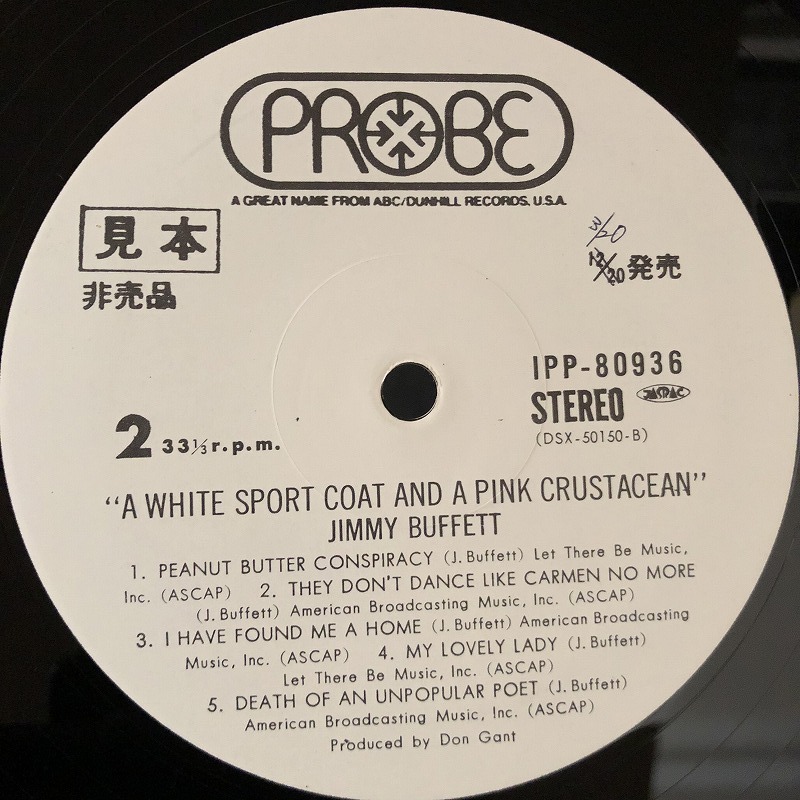 PROBE
A GREAT NAME FROM ABC/DUNHILL RECORDS, U.S.A.
見本
非売品
3/20
12/20発売
IPP-80936
STEREO JASRAC
(DSX-50150-B)
2 33⅓r.p.m.
“A WHITE SPORT COAT AND A PINK CRUSTACEAN”
JIMMY BUFFETT
1. PEANUT BUTTER CONSPIRACY (J. Buffett) Let There Be Music,
Inc. (ASCAP) 2. THEY DON'T DANCE LIKE CARMEN NO MORE
(J. Buffett) American Broadcasting Music, Inc. (ASCAP)
3. I HAVE FOUND ME A HOME (J. Buffett) American Broadcasting
Music, Inc. (ASCAP) 4. MY LOVELY LADY (J. Buffett)
Let There Be Music, Inc. (ASCAP)
5. DEATH OF AN UNPOPULAR POET (J. Buffett)
American Broadcasting Music, Inc. (ASCAP)
Produced by Don Gant